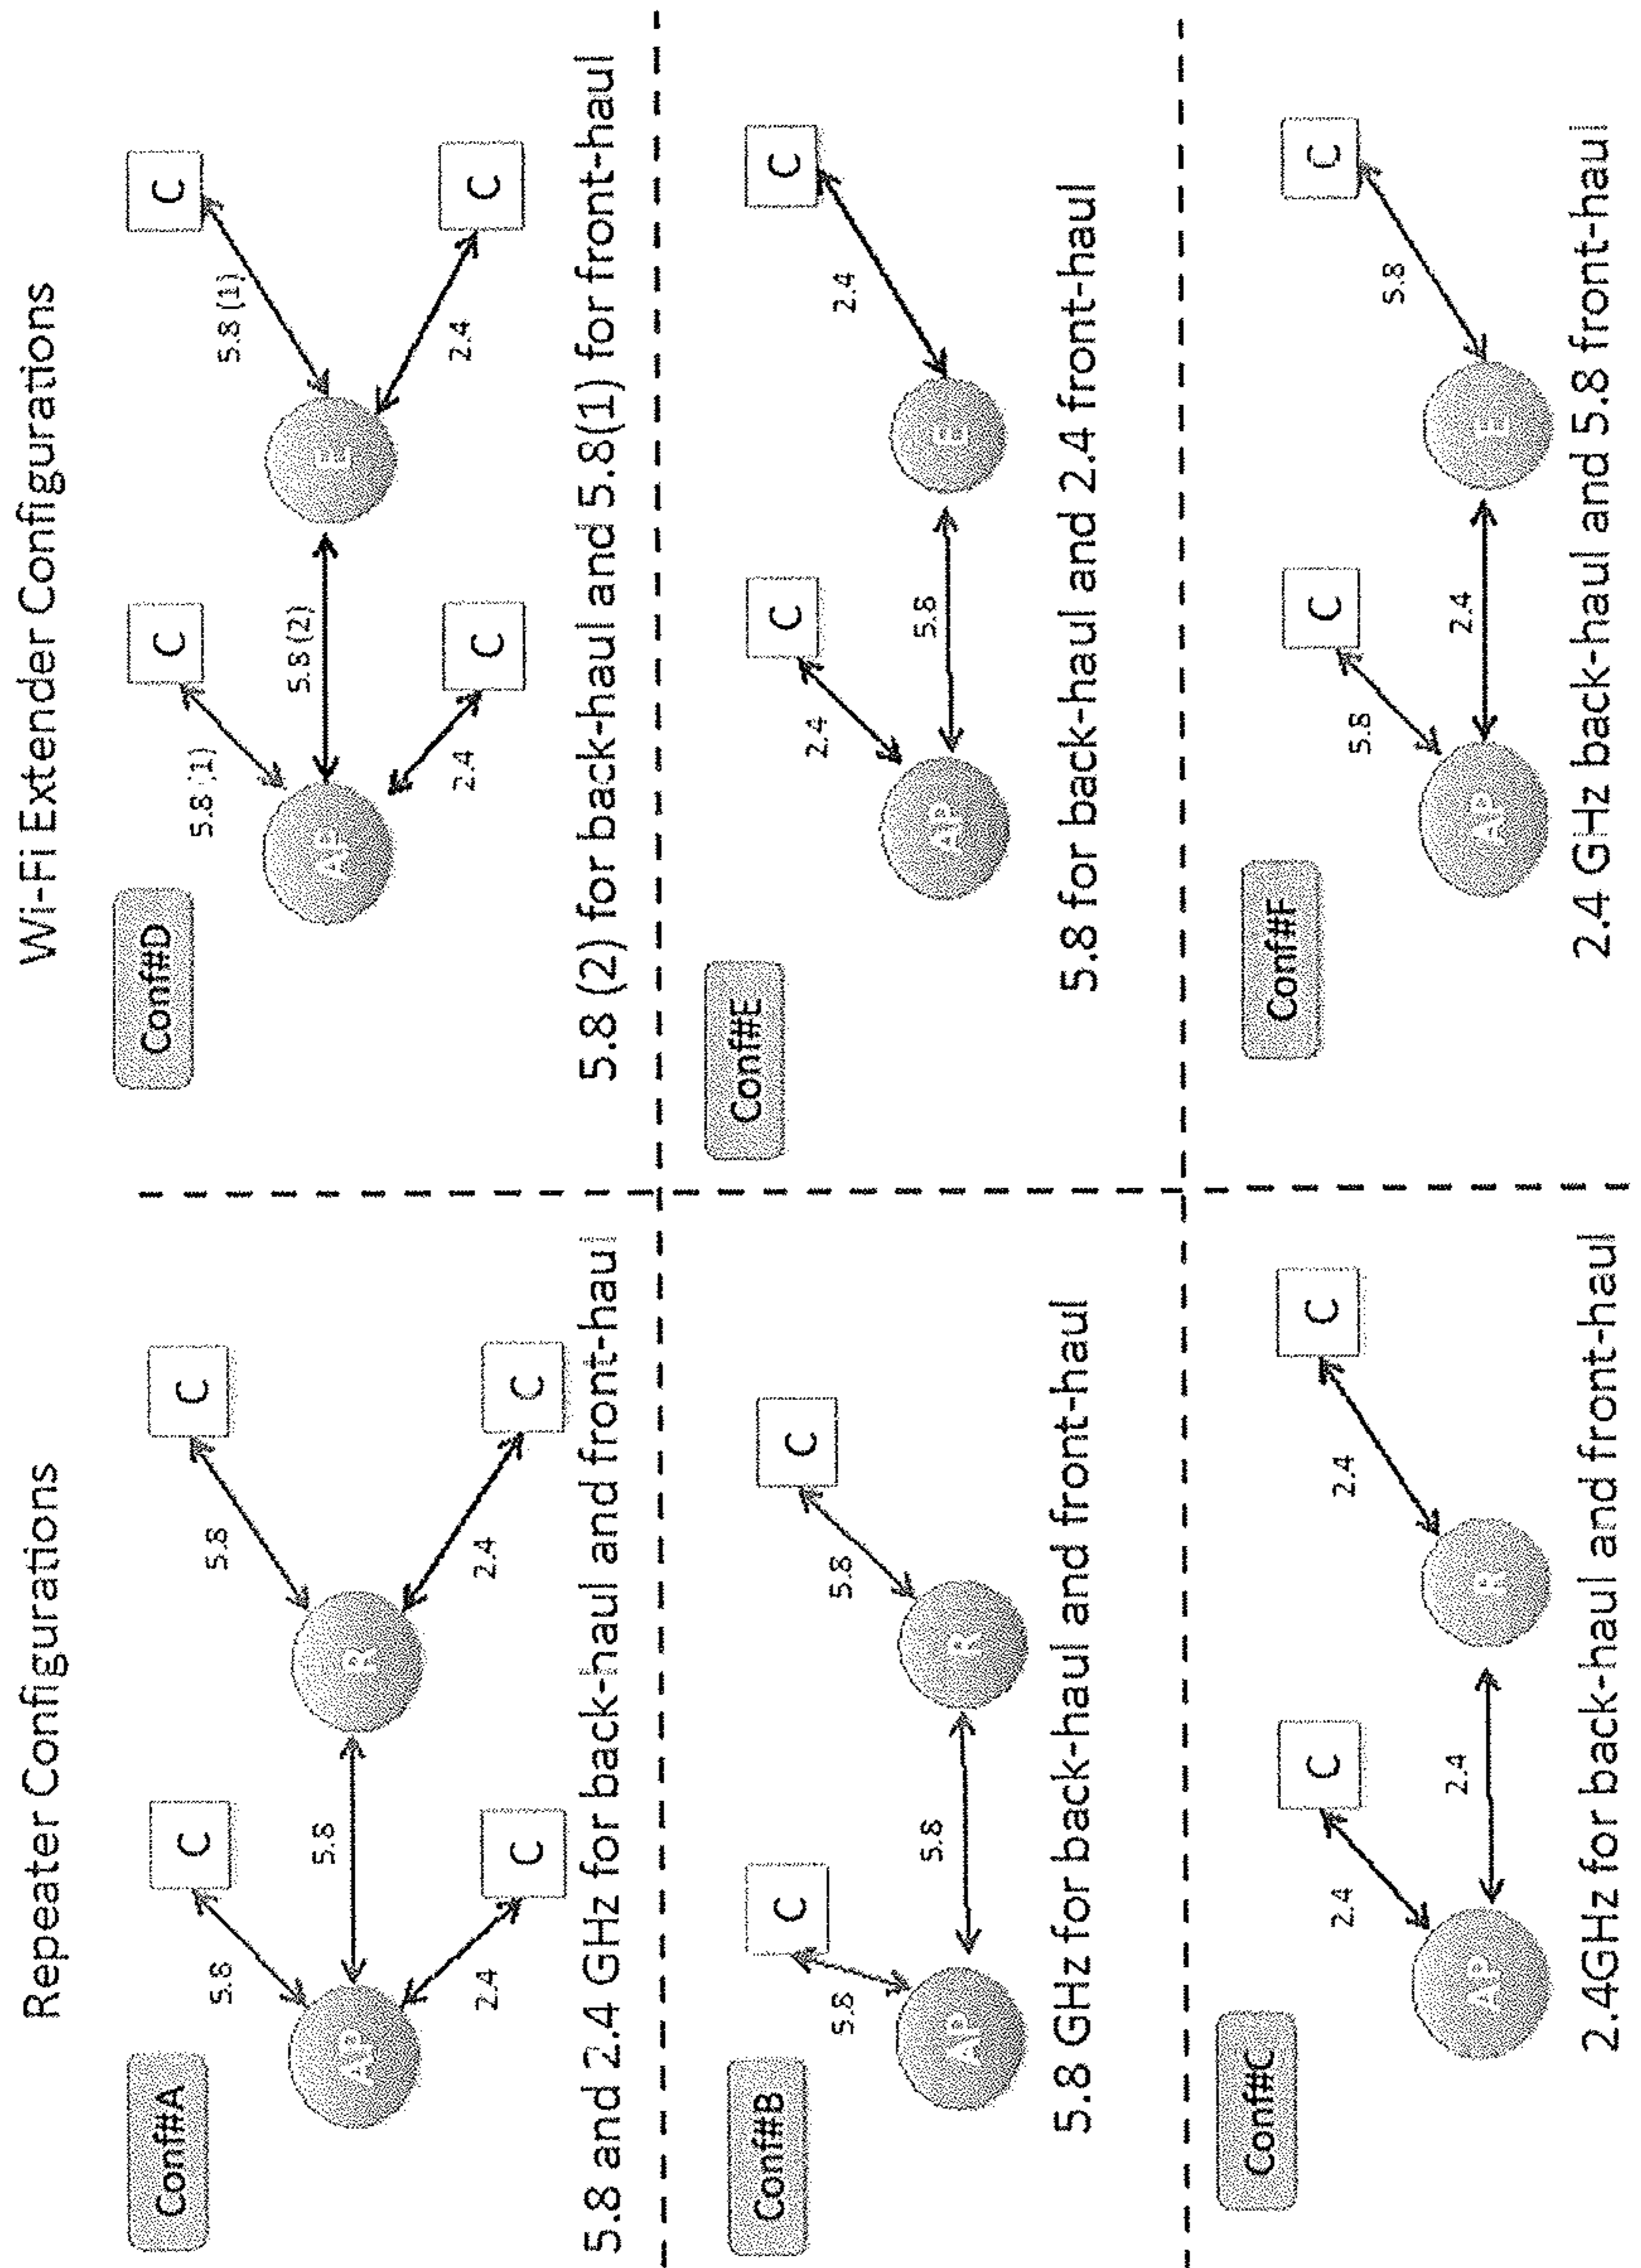 Repeater Configurations
Conf#A
5.8
C
5.8
C
AP
5.8
R
2.4
C
2.4
C
5.8 and 2.4 GHz for back-haul and front-haul
Conf#B
5.8
C
5.8
C
AP
5.8
R
5.8 GHz for back-haul and front-haul
Conf#C
2.4
C
2.4
C
AP
2.4
R
2.4GHz for back-haul and front-haul
Wi-Fi Extender Configurations
Conf#D
5.8 (1)
C
5.8 (1)
C
AP
5.8 (2)
E
2.4
C
2.4
C
5.8 (2) for back-haul and 5.8(1) for front-haul
Conf#E
2.4
C
2.4
C
AP
5.8
E
5.8 for back-haul and 2.4 front-haul
Conf#F
5.8
C
5.8
C
AP
2.4
E
2.4 GHz back-haul and 5.8 front-haul